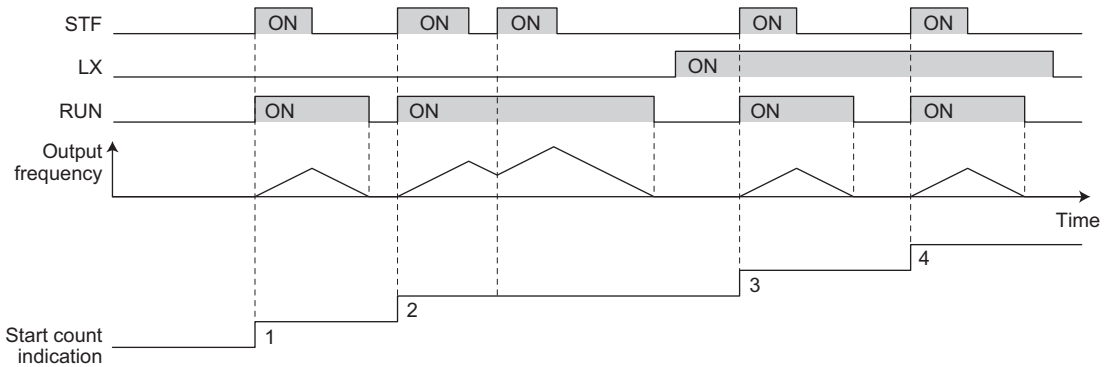 STF
ON ON ON ON ON
LX
ON
RUN
ON ON ON ON
Output
frequency
Time
4
3
2
1
Start count
indication